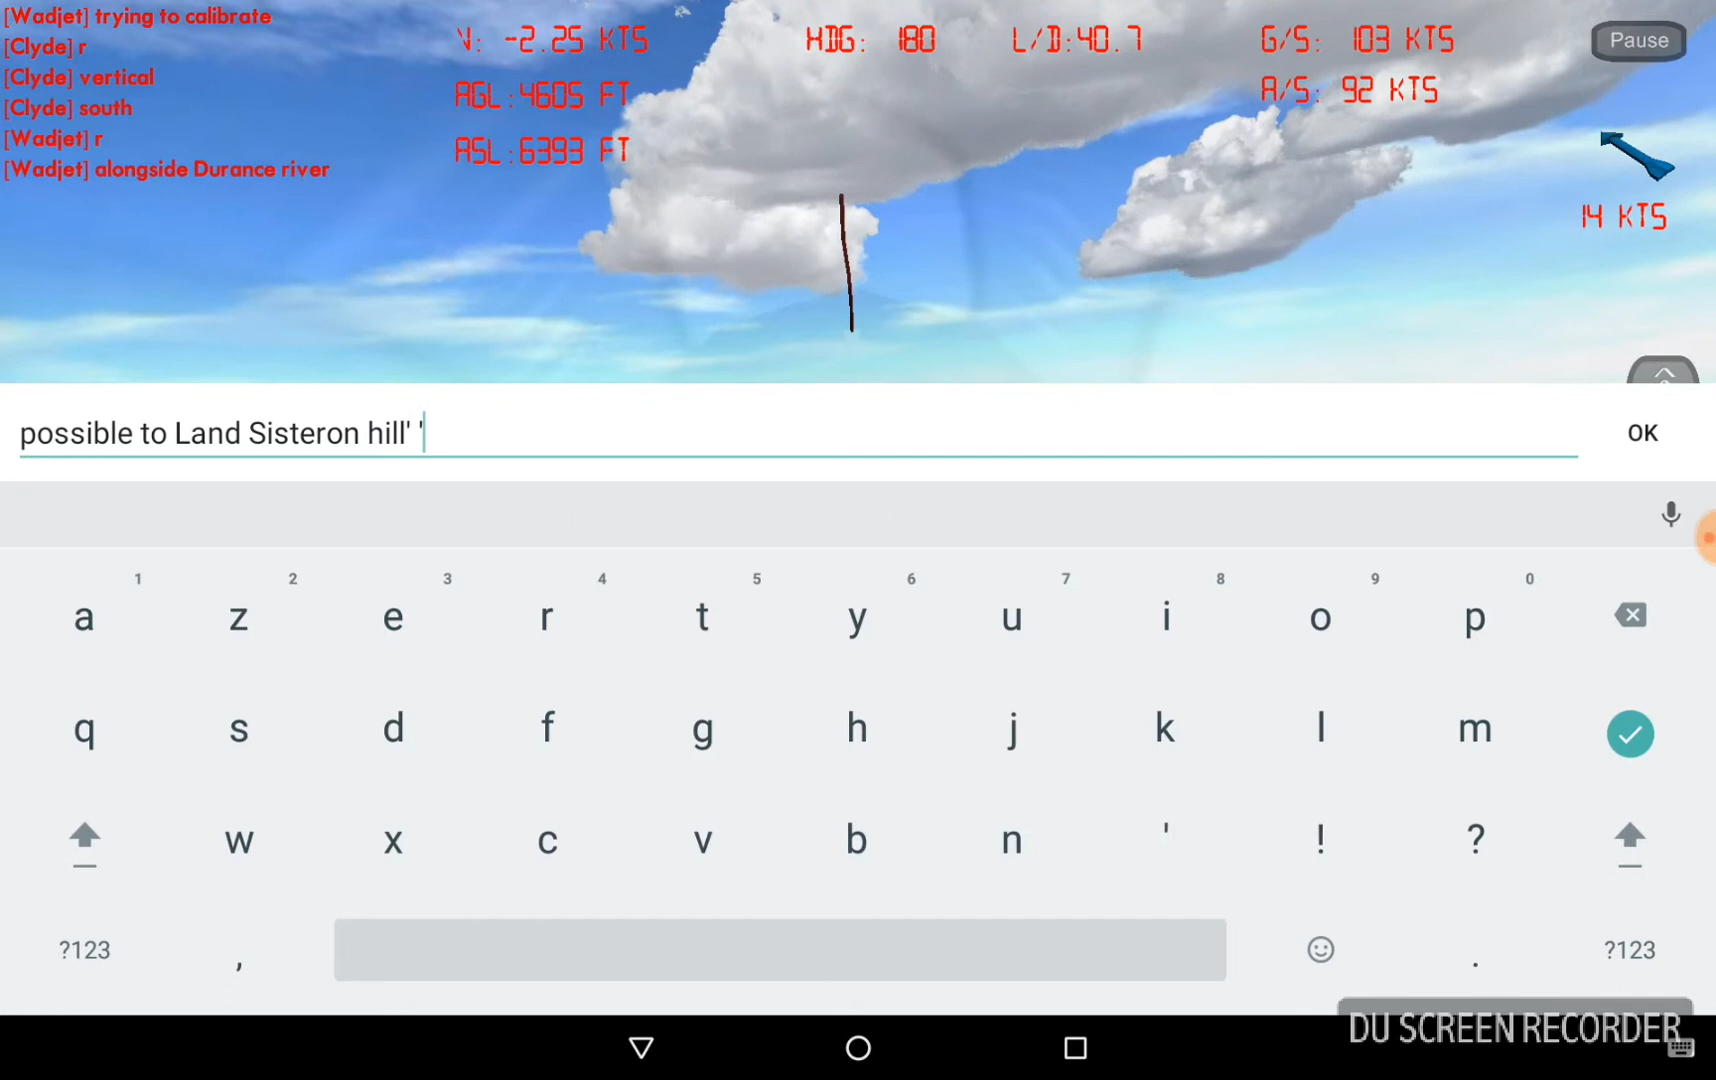 [Wadjet] trying to calibrate
[Clyde] r
[Clyde] vertical
[Clyde] south
[Wadjet] r
[Wadjet] alongside Durance river
V: -2.25 KTS
AGL:4605 FT
ASL:6393 FT
HDG: 180
L/D:40.7
G/S: 103 KTS
A/S: 92 KTS
Pause
14 KTS
possible to Land Sisteron hill' '
OK
1 2 3 4 5 6 7 8 9 0
a z e r t y u i o p
q s d f g h j k l m
w x c v b n ' ! ?
?123 , . ?123
DU SCREEN RECORDER